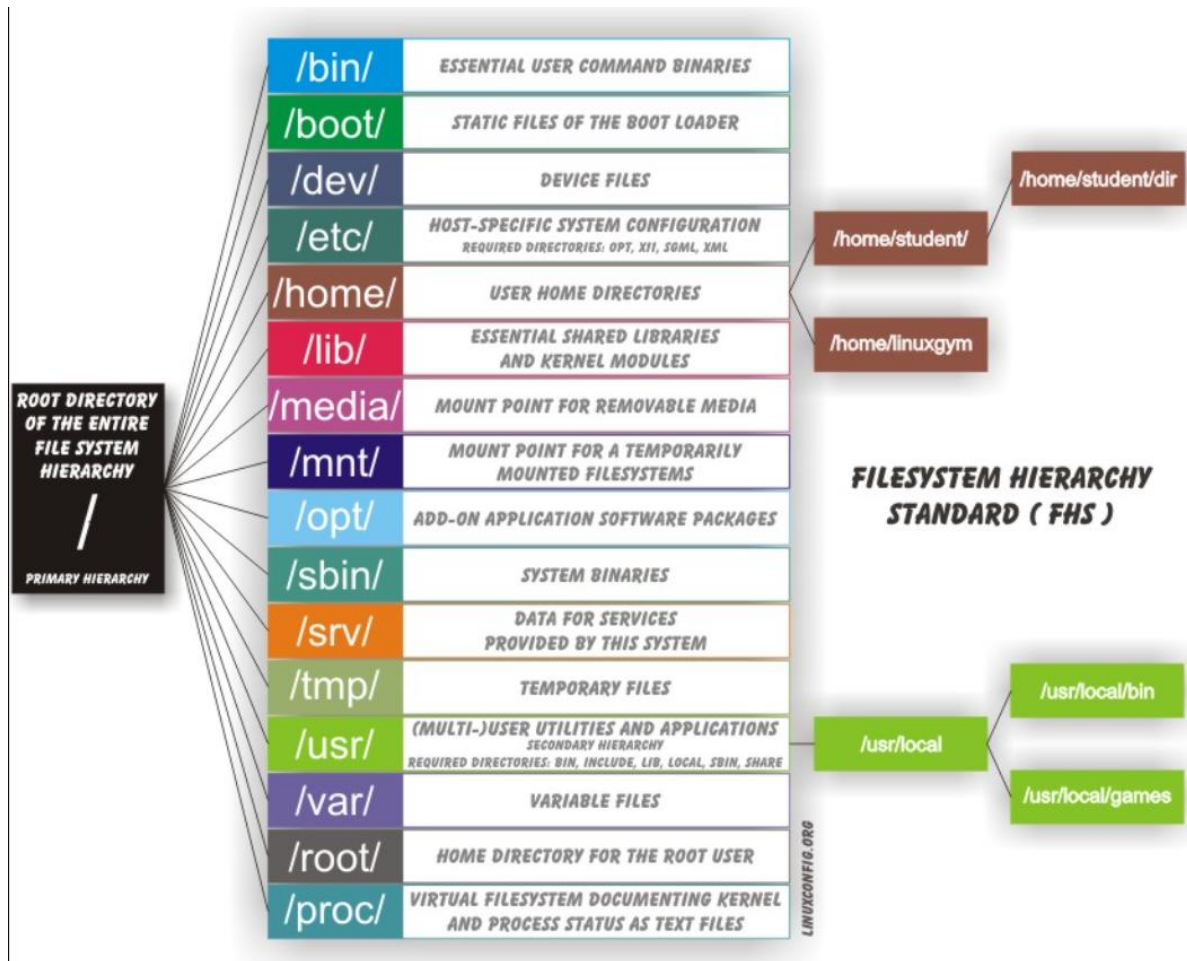 ROOT DIRECTORY
OF THE ENTIRE
FILE SYSTEM
HIERARCHY
/
PRIMARY HIERARCHY
/bin/
ESSENTIAL USER COMMAND BINARIES
/boot/
STATIC FILES OF THE BOOT LOADER
/dev/
DEVICE FILES
/etc/
HOST-SPECIFIC SYSTEM CONFIGURATION
REQUIRED DIRECTORIES: OPT, X11, SGML, XML
/home/
USER HOME DIRECTORIES
/home/student/
/home/student/dir
/home/linuxgym
/lib/
ESSENTIAL SHARED LIBRARIES
AND KERNEL MODULES
/media/
MOUNT POINT FOR REMOVABLE MEDIA
/mnt/
MOUNT POINT FOR A TEMPORARILY
MOUNTED FILESYSTEMS
/opt/
ADD-ON APPLICATION SOFTWARE PACKAGES
/sbin/
SYSTEM BINARIES
/srv/
DATA FOR SERVICES
PROVIDED BY THIS SYSTEM
/tmp/
TEMPORARY FILES
/usr/
(MULTI-)USER UTILITIES AND APPLICATIONS
SECONDARY HIERARCHY
REQUIRED DIRECTORIES: BIN, INCLUDE, LIB, LOCAL, SBIN, SHARE
/usr/local
/usr/local/bin
/usr/local/games
/var/
VARIABLE FILES
/root/
HOME DIRECTORY FOR THE ROOT USER
/proc/
VIRTUAL FILESYSTEM DOCUMENTING KERNEL
AND PROCESS STATUS AS TEXT FILES
FILESYSTEM HIERARCHY
STANDARD ( FHS )
LINUXCONFIG.ORG